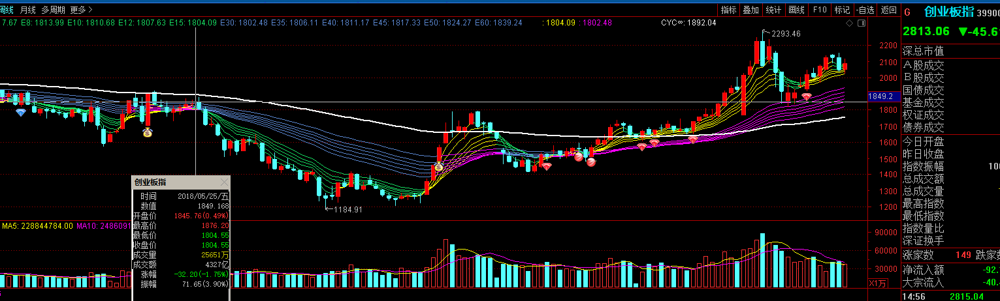 周线 月线 多周期 更多>
指标 叠加 统计 画线 F10 标记 -自选 返回
G 创业板指 39900
7.67 E8:1813.99 E10:1810.68 E12:1807.63 E15:1804.09 E30:1802.48 E35:1806.11 E40:1811.17 E45:1817.33 E50:1824.27 E60:1839.24 :1804.09 :1802.48 CYC∞:1892.04
2813.06 ▼-45.61
2293.46
2200
2100
2000
1849.2
1800
1700
1600
1500
1400
1300
1200
←1184.91
深总市值
A股成交
B股成交
国债成交
基金成交
权证成交
债券成交
今日开盘
昨日收盘
指数振幅
总成交额
总成交量
最高指数
最低指数
指数量比
深证换手
涨家数 149 跌家数
净流入额 -92.
大宗流入 -40.
14:56 2815.04
创业板指
时间 2018/05/25/五
数值 1849.168
开盘价 1845.76(0.49%)
最高价 1876.20
最低价 1804.55
收盘价 1804.55
成交量 25651万
成交额 4327亿
涨幅 -32.20(-1.75%)
振幅 71.65(3.90%)
MA5: 228844784.00 MA10: 2486091
90000
60000
30000
X1万